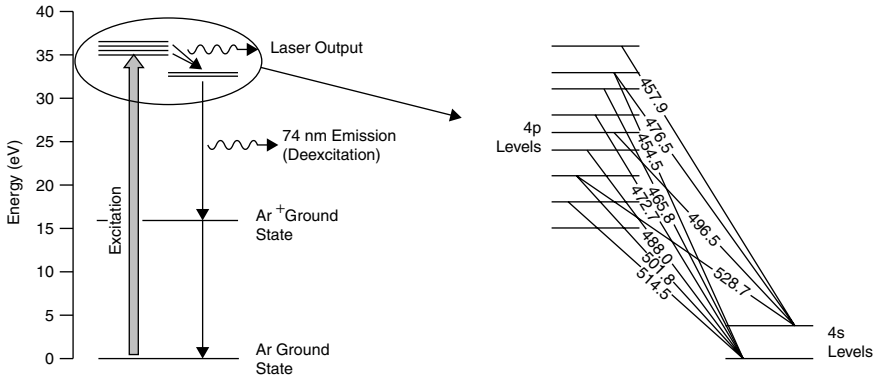 40
35
30
25
20
15
10
5
0
Energy (eV)
Excitation
Laser Output
74 nm Emission
(Deexcitation)
Ar +Ground
State
Ar Ground
State
4p
Levels
457.9
476.5
454.5
465.8
472.7
496.5
488.0
501.8
514.5
528.7
4s
Levels